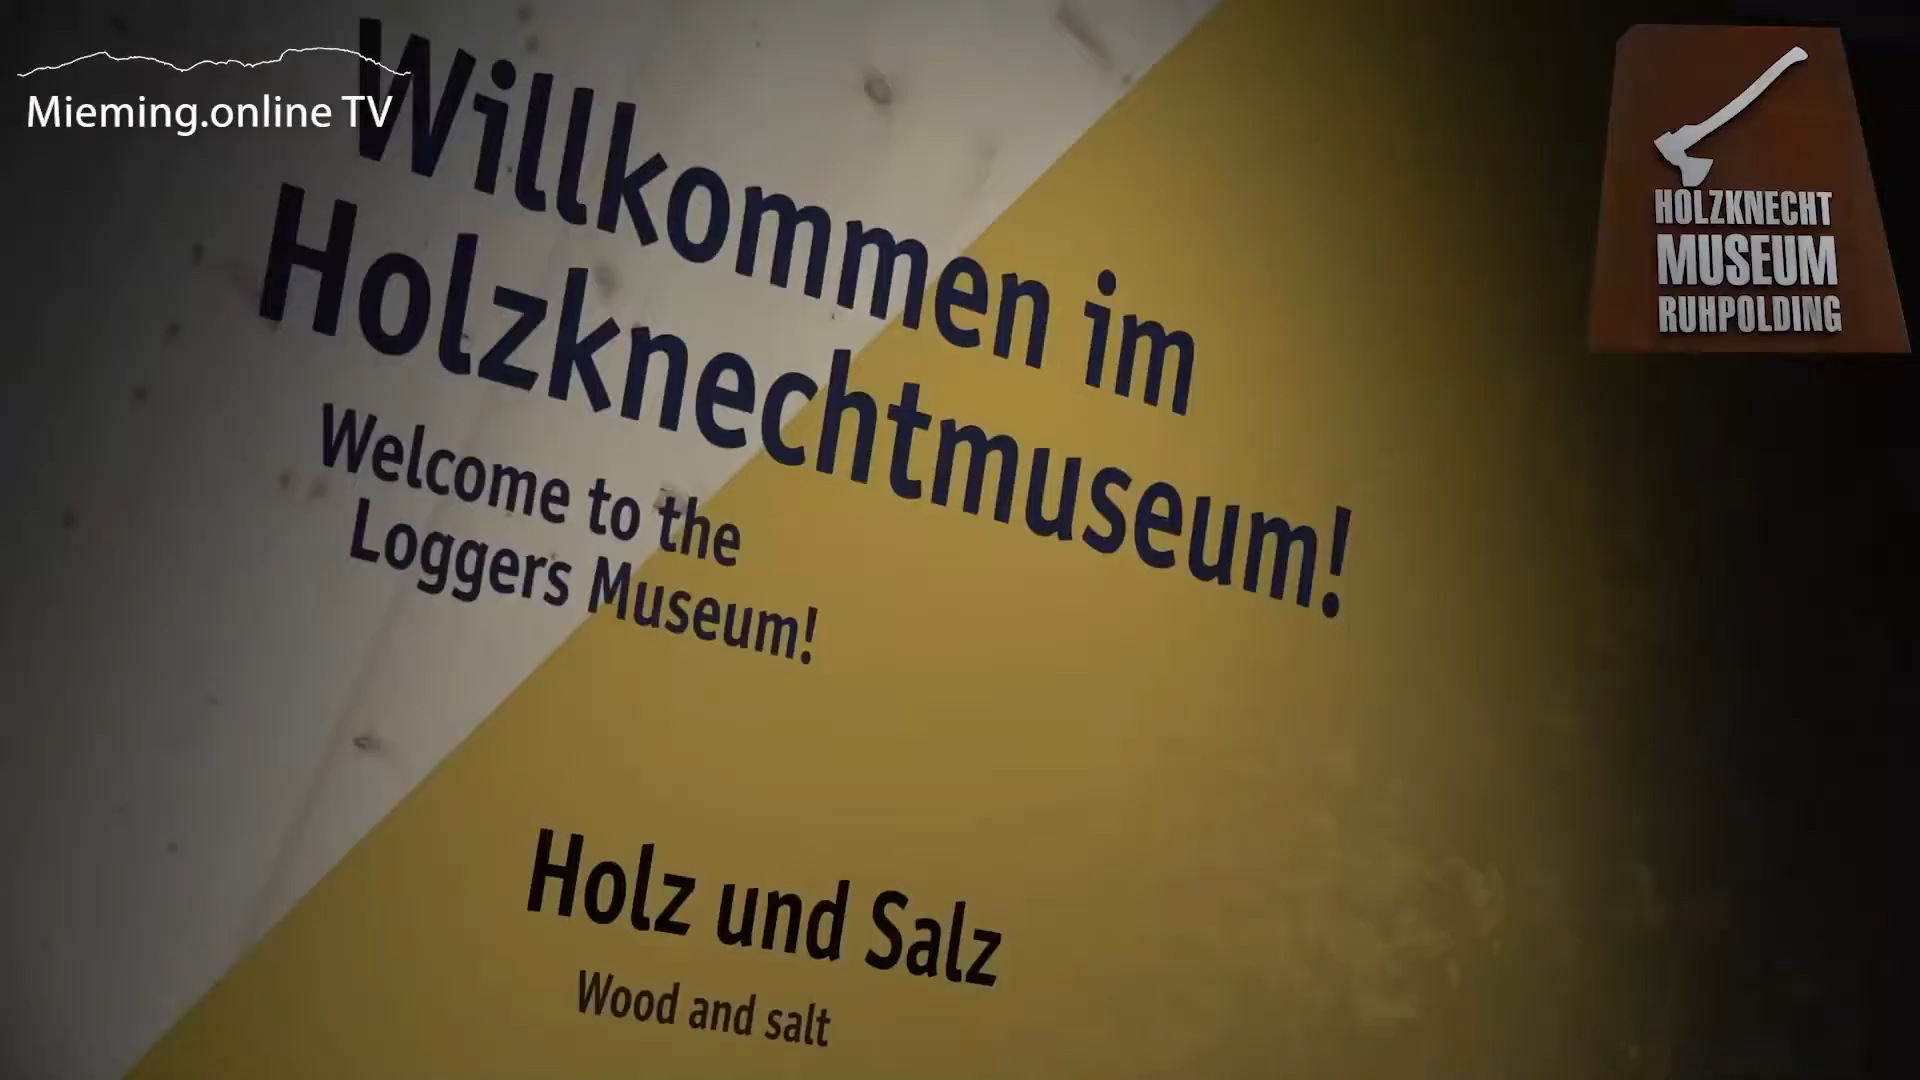 Mieming.online TV
Willkommen im
Holzknechtmuseum!
Welcome to the
Loggers Museum!
Holz und Salz
Wood and salt
HOLZKNECHT
MUSEUM
RUHPOLDING